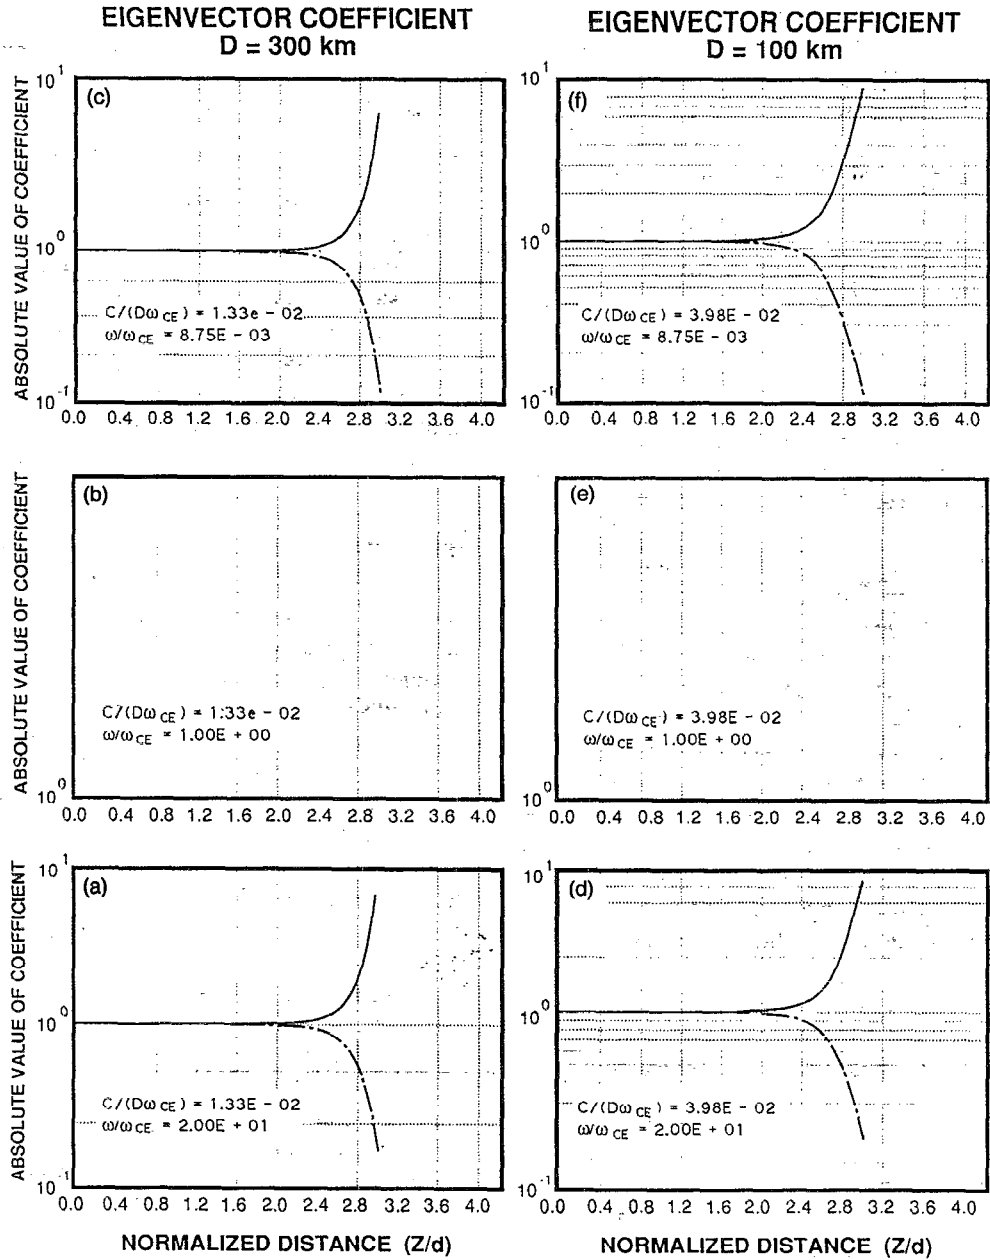 EIGENVECTOR COEFFICIENT
D = 300 km
EIGENVECTOR COEFFICIENT
D = 100 km
ABSOLUTE VALUE OF COEFFICIENT
10^1
10^0
10^-1
(c)
C/(Dω_CE) = 1.33e - 02
ω/ω_CE = 8.75E - 03
0.0 0.4 0.8 1.2 1.6 2.0 2.4 2.8 3.2 3.6 4.0
10^1
10^0
10^-1
(f)
C/(Dω_CE) = 3.98E - 02
ω/ω_CE = 8.75E - 03
0.0 0.4 0.8 1.2 1.6 2.0 2.4 2.8 3.2 3.6 4.0
ABSOLUTE VALUE OF COEFFICIENT
10^0
(b)
C/(Dω_CE) = 1.33e - 02
ω/ω_CE = 1.00E + 00
0.0 0.4 0.8 1.2 1.6 2.0 2.4 2.8 3.2 3.6 4.0
10^0
(e)
C/(Dω_CE) = 3.98E - 02
ω/ω_CE = 1.00E + 00
0.0 0.4 0.8 1.2 1.6 2.0 2.4 2.8 3.2 3.6 4.0
ABSOLUTE VALUE OF COEFFICIENT
10^1
10^0
10^-1
(a)
C/(Dω_CE) = 1.33E - 02
ω/ω_CE = 2.00E + 01
0.0 0.4 0.8 1.2 1.6 2.0 2.4 2.8 3.2 3.6 4.0
NORMALIZED DISTANCE (Z/d)
10^1
10^0
10^-1
(d)
C/(Dω_CE) = 3.98E - 02
ω/ω_CE = 2.00E + 01
0.0 0.4 0.8 1.2 1.6 2.0 2.4 2.8 3.2 3.6 4.0
NORMALIZED DISTANCE (Z/d)